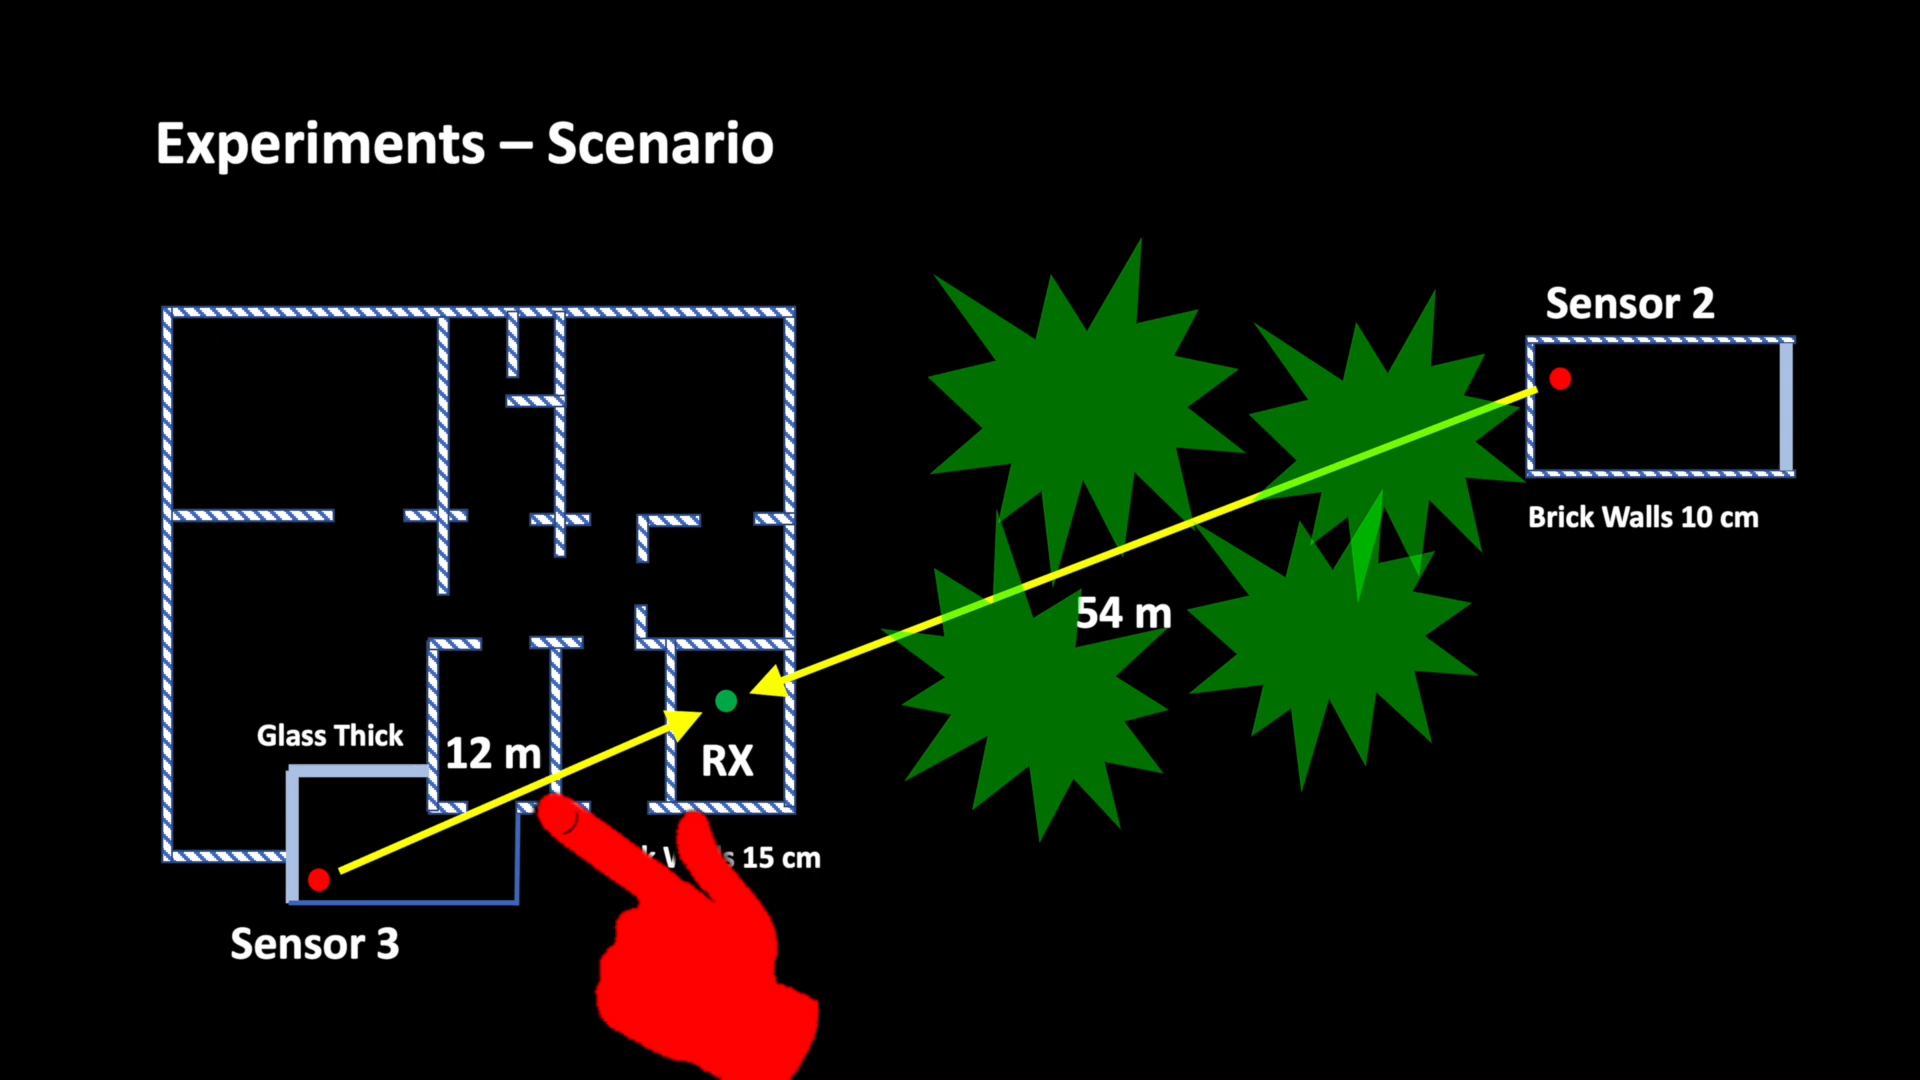 Experiments – Scenario
Sensor 2
Brick Walls 10 cm
54 m
Glass Thick
12 m
RX
15 cm
Sensor 3